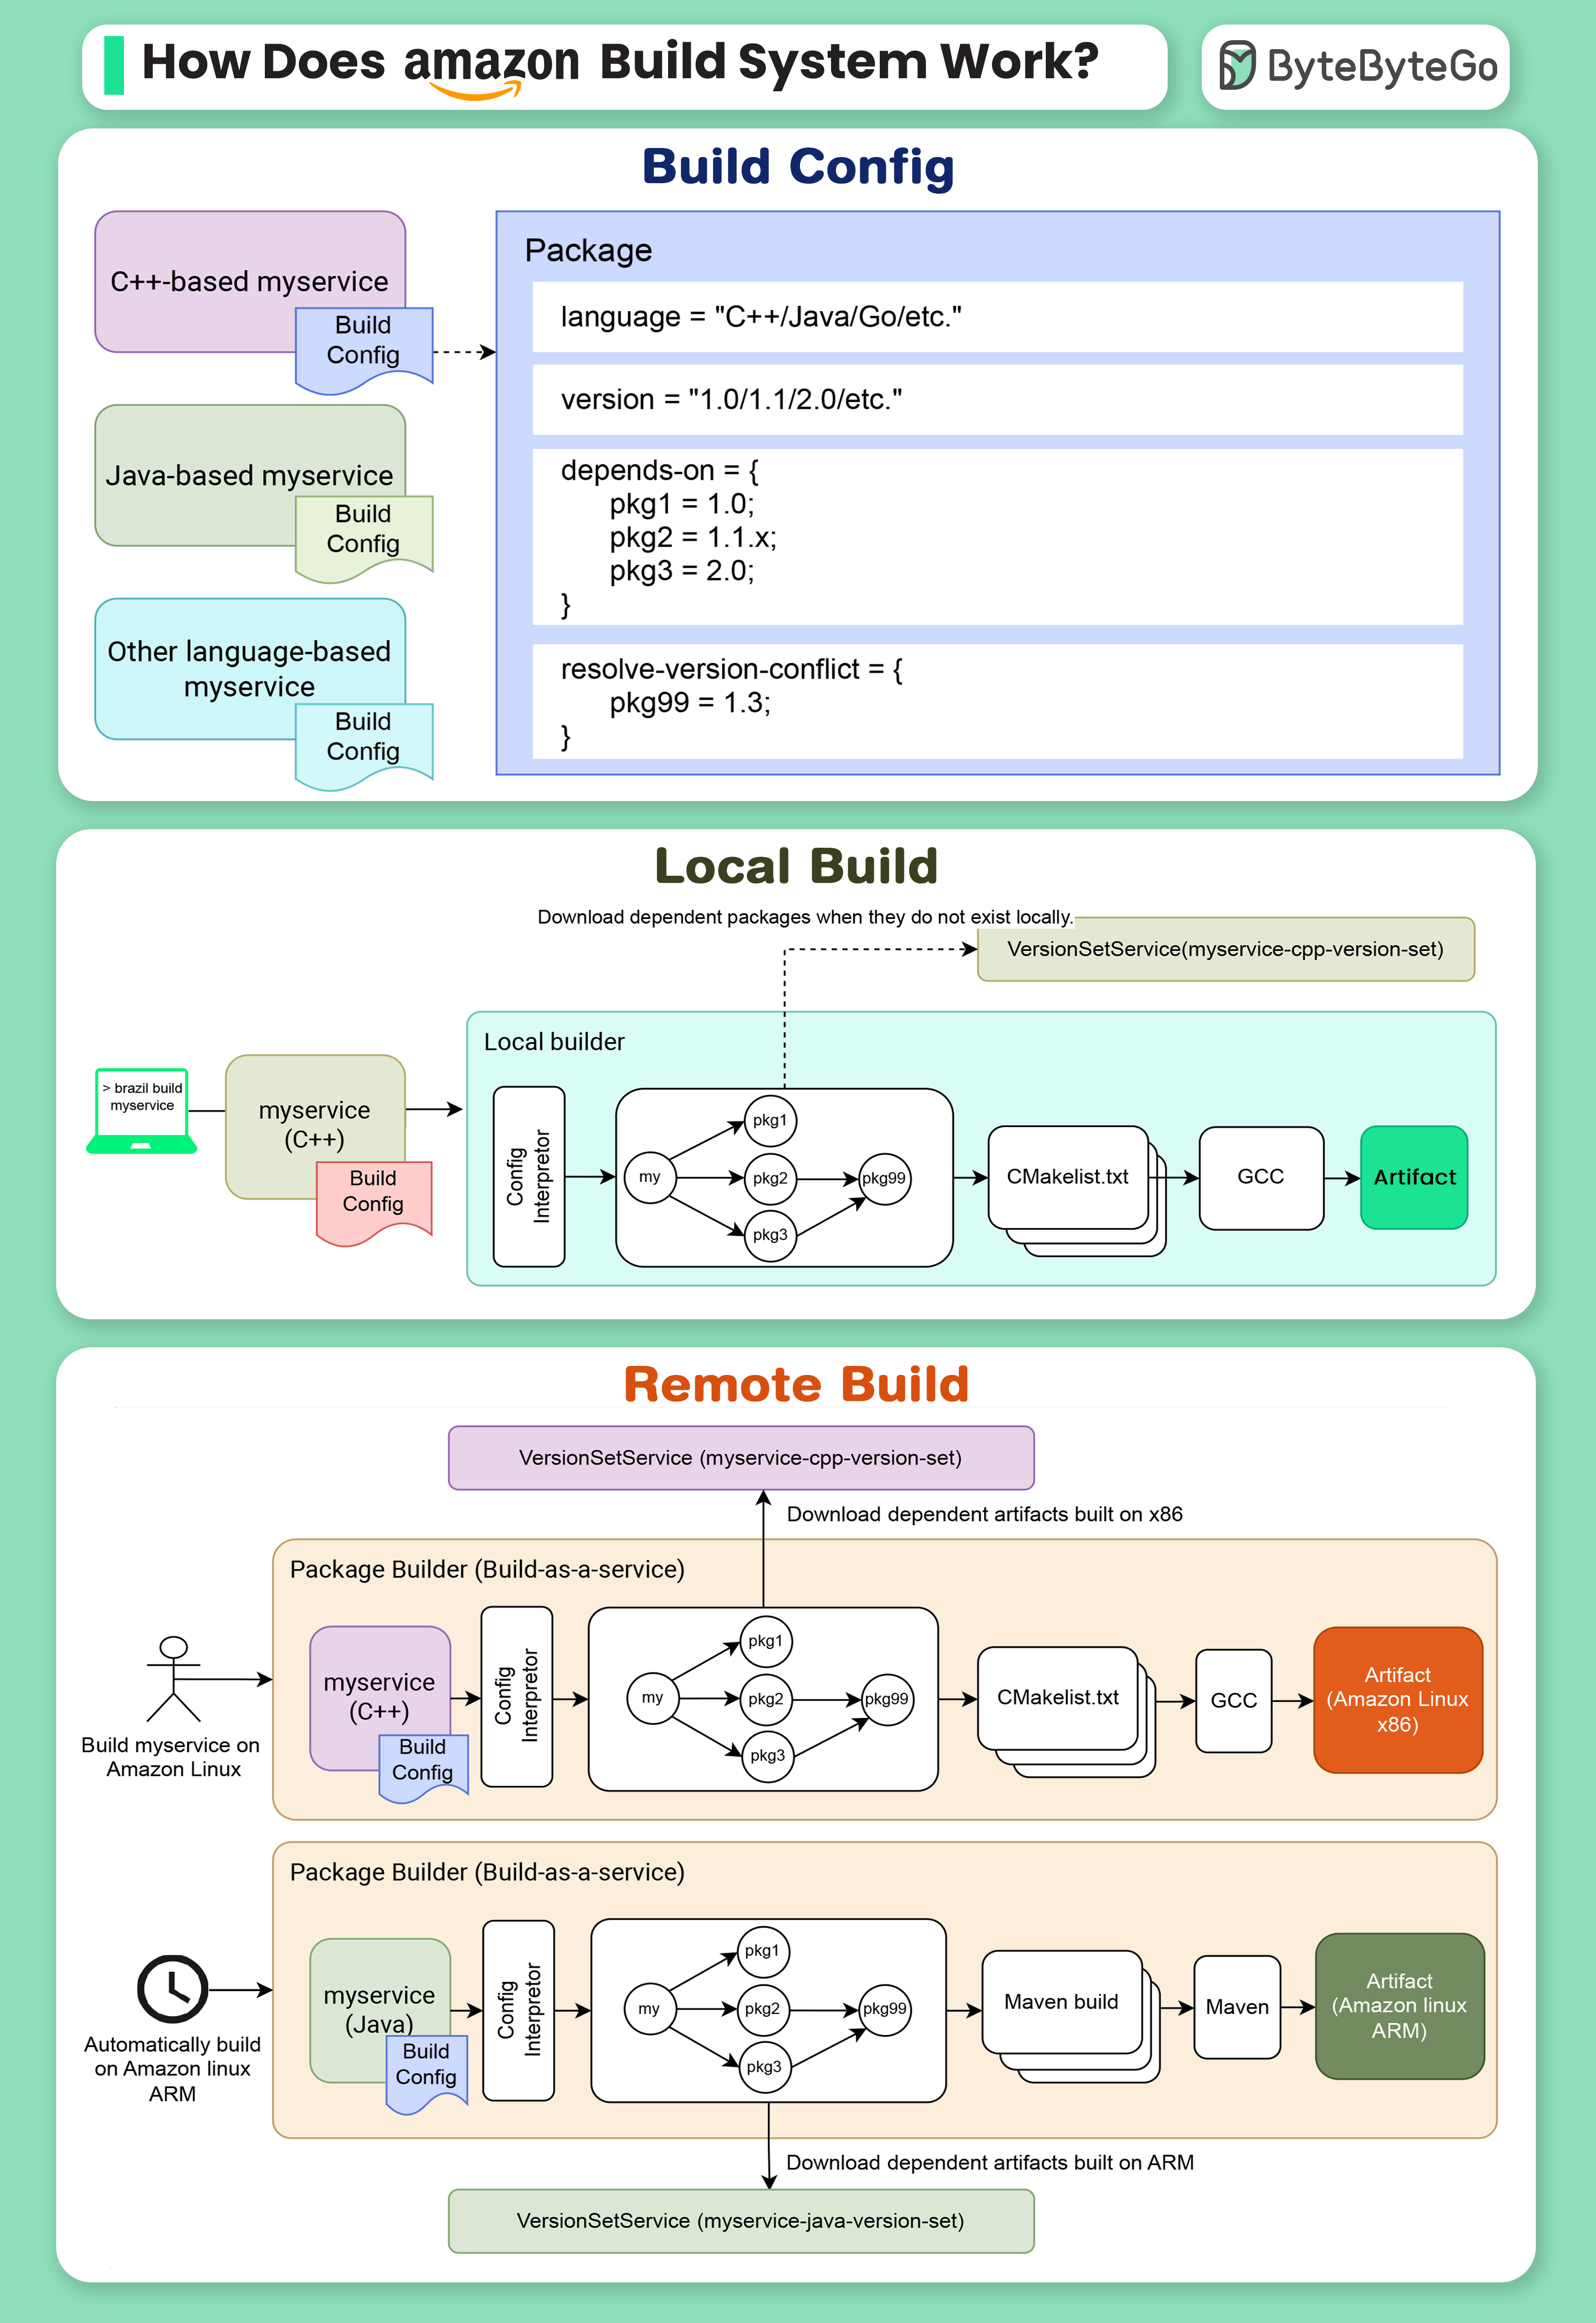 How Does amazon Build System Work?
ByteByteGo
Build Config
C++-based myservice
Build
Config
Java-based myservice
Build
Config
Other language-based
myservice
Build
Config
Package
language = "C++/Java/Go/etc."
version = "1.0/1.1/2.0/etc."
depends-on = {
pkg1 = 1.0;
pkg2 = 1.1.x;
pkg3 = 2.0;
}
resolve-version-conflict = {
pkg99 = 1.3;
}
Local Build
Download dependent packages when they do not exist locally.
VersionSetService(myservice-cpp-version-set)
> brazil build
myservice
myservice
(C++)
Build
Config
Local builder
Config
Interpretor
my
pkg1
pkg2
pkg3
pkg99
CMakelist.txt
GCC
Artifact
Remote Build
VersionSetService (myservice-cpp-version-set)
Download dependent artifacts built on x86
Build myservice on
Amazon Linux
Package Builder (Build-as-a-service)
myservice
(C++)
Build
Config
Config
Interpretor
my
pkg1
pkg2
pkg3
pkg99
CMakelist.txt
GCC
Artifact
(Amazon Linux
x86)
Automatically build
on Amazon linux
ARM
Package Builder (Build-as-a-service)
myservice
(Java)
Build
Config
Config
Interpretor
my
pkg1
pkg2
pkg3
pkg99
Maven build
Maven
Artifact
(Amazon linux
ARM)
Download dependent artifacts built on ARM
VersionSetService (myservice-java-version-set)